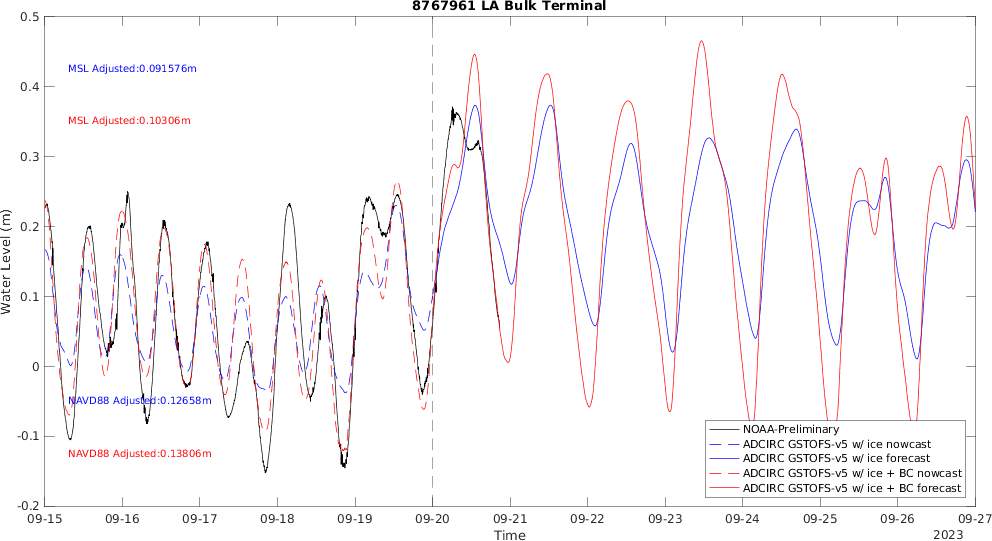 8767961 LA Bulk Terminal
0.5
0.4
0.3
0.2
0.1
0
-0.1
-0.2
Water Level (m)
MSL Adjusted:0.091576m
MSL Adjusted:0.10306m
NAVD88 Adjusted:0.12658m
NAVD88 Adjusted:0.13806m
NOAA-Preliminary
ADCIRC GSTOFS-v5 w/ ice nowcast
ADCIRC GSTOFS-v5 w/ ice forecast
ADCIRC GSTOFS-v5 w/ ice + BC nowcast
ADCIRC GSTOFS-v5 w/ ice + BC forecast
09-15 09-16 09-17 09-18 09-19 09-20 09-21 09-22 09-23 09-24 09-25 09-26 09-27
Time
2023